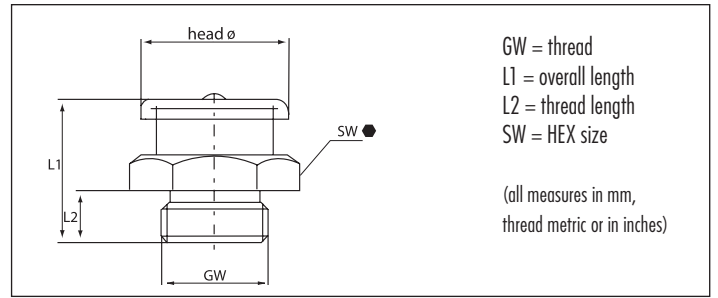 head ø
L1
L2
SW
GW
GW = thread
L1 = overall length
L2 = thread length
SW = HEX size
(all measures in mm,
thread metric or in inches)